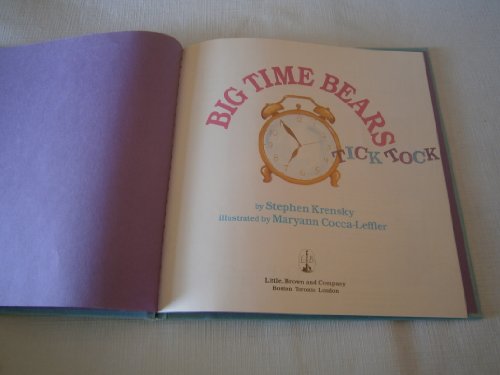 BIG TIME BEARS
TICK TOCK
by Stephen Krensky
illustrated by Maryann Cocca-Leffler
Little, Brown and Company
Boston Toronto London